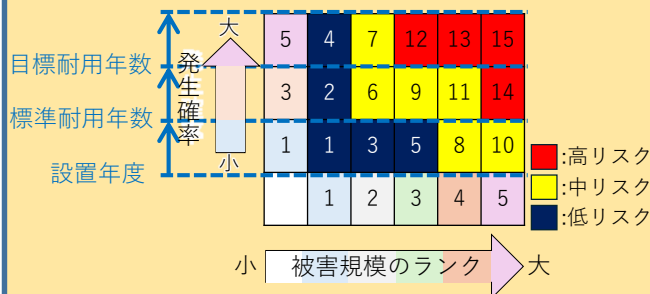 大
5 4 7 12 13 15
目標耐用年数
発生確率
3 2 6 9 11 14
標準耐用年数
1 1 3 5 8 10
小
設置年度
1 2 3 4 5
:高リスク
:中リスク
:低リスク
小 被害規模のランク 大